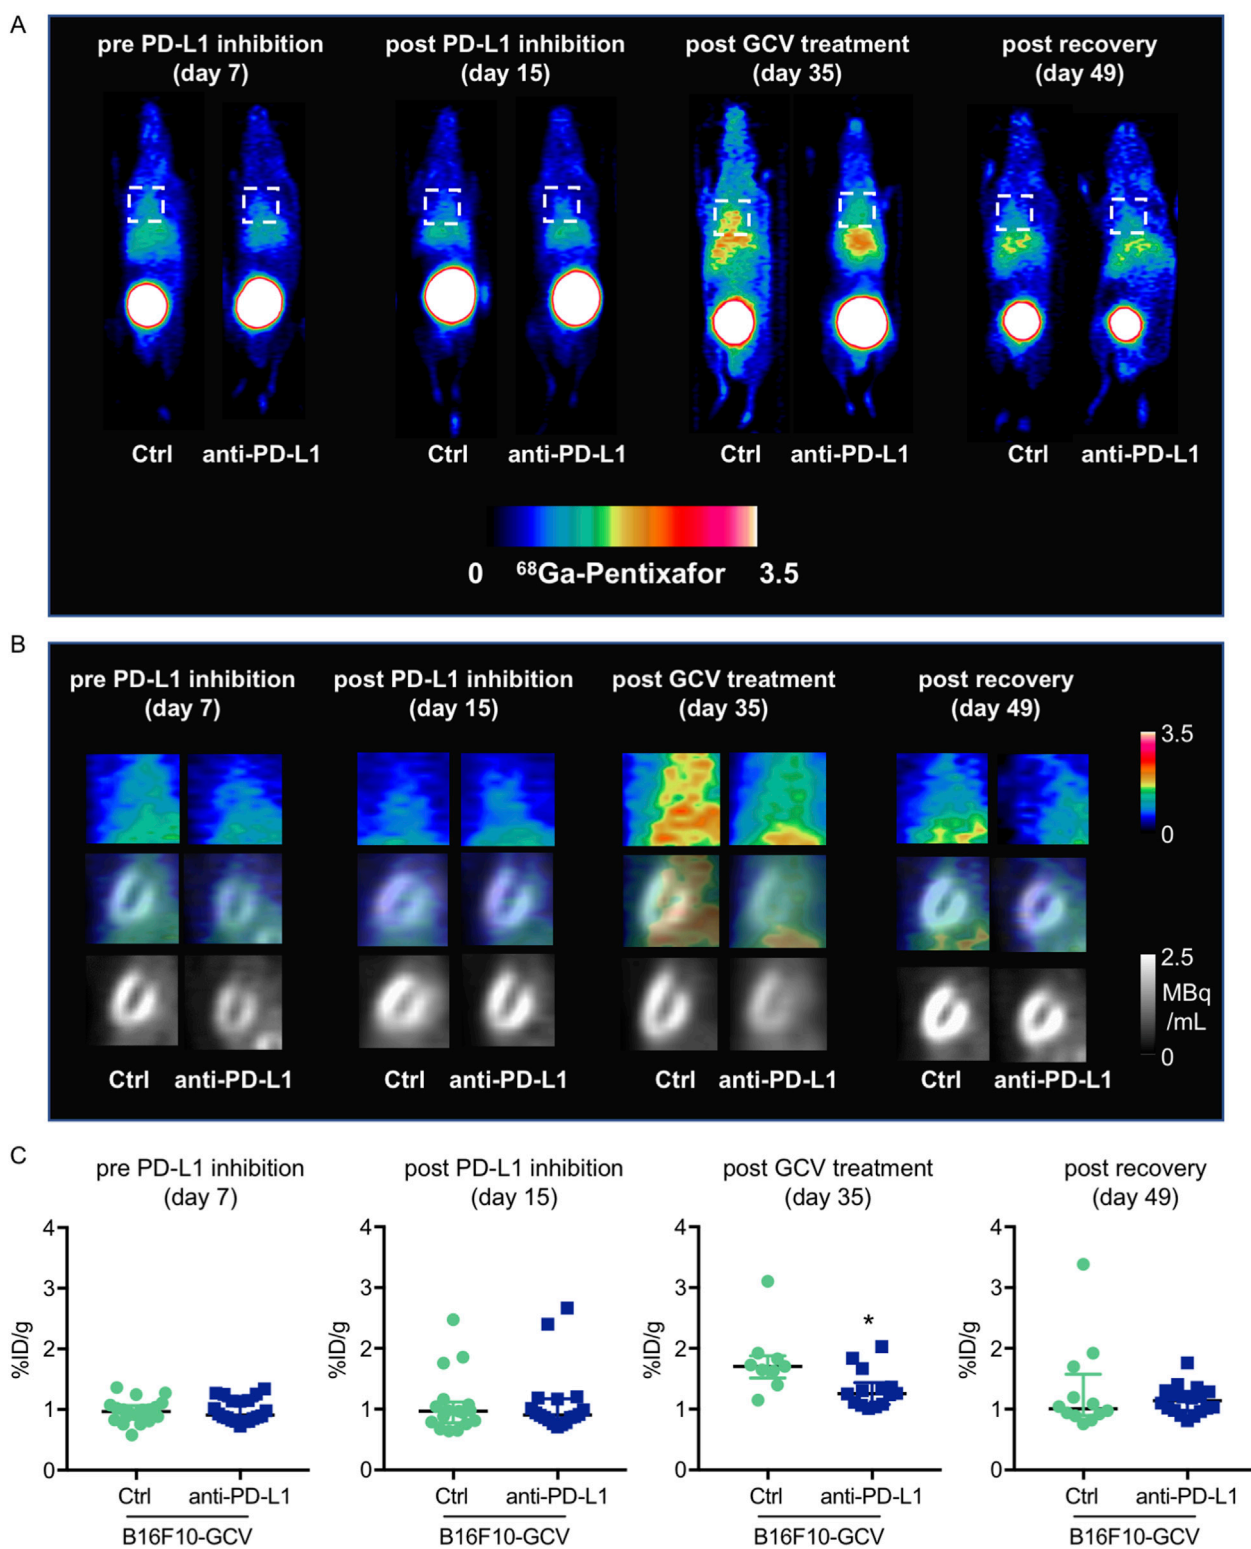 A
pre PD-L1 inhibition
(day 7)
post PD-L1 inhibition
(day 15)
post GCV treatment
(day 35)
post recovery
(day 49)
Ctrl anti-PD-L1
Ctrl anti-PD-L1
Ctrl anti-PD-L1
Ctrl anti-PD-L1
0 ⁶⁸Ga-Pentixafor 3.5
B
pre PD-L1 inhibition
(day 7)
post PD-L1 inhibition
(day 15)
post GCV treatment
(day 35)
post recovery
(day 49)
3.5
0
2.5
MBq
/mL
0
Ctrl anti-PD-L1
Ctrl anti-PD-L1
Ctrl anti-PD-L1
Ctrl anti-PD-L1
C
pre PD-L1 inhibition
(day 7)
%ID/g
4
3
2
1
0
Ctrl anti-PD-L1
B16F10-GCV
post PD-L1 inhibition
(day 15)
%ID/g
4
3
2
1
0
Ctrl anti-PD-L1
B16F10-GCV
post GCV treatment
(day 35)
%ID/g
4
3
2
1
0
*
Ctrl anti-PD-L1
B16F10-GCV
post recovery
(day 49)
%ID/g
4
3
2
1
0
Ctrl anti-PD-L1
B16F10-GCV